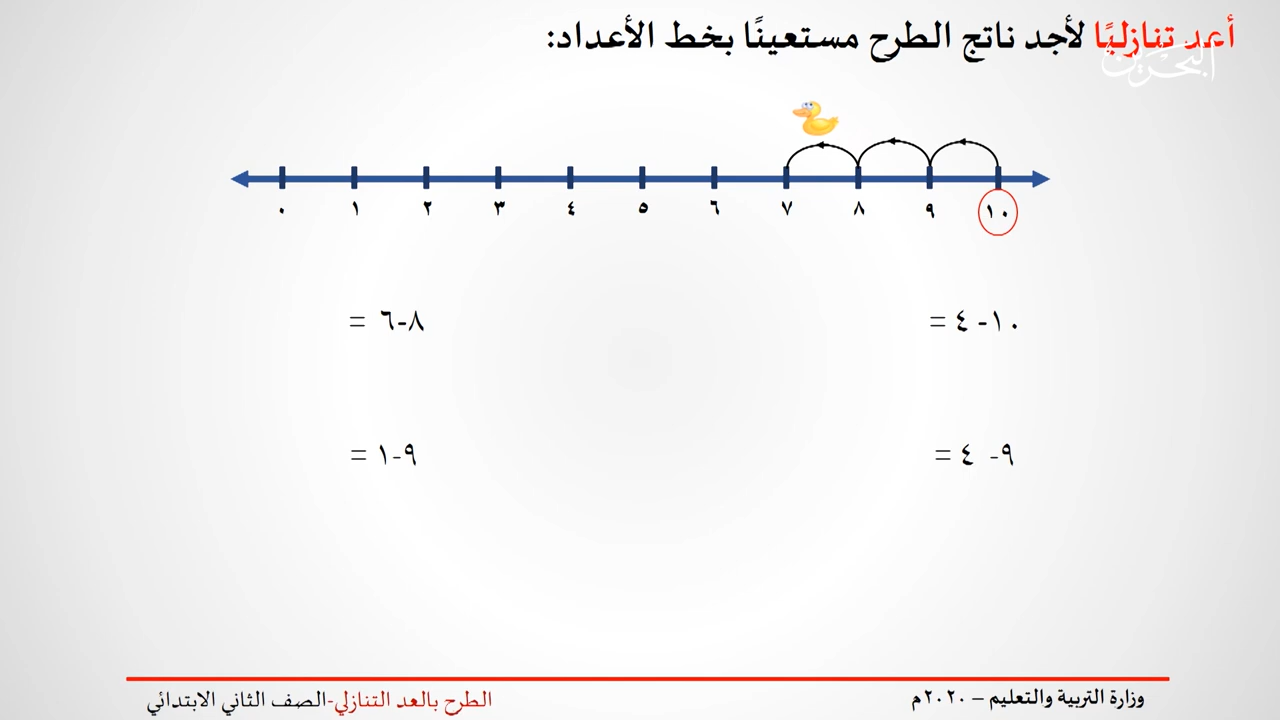 أعد تنازليًا لأجد ناتج الطرح مستعينًا بخط الأعداد:
البحرين
٠ ١ ٢ ٣ ٤ ٥ ٦ ٧ ٨ ٩ ١٠
١٠- ٤ =
٨-٦ =
٩- ٤ =
٩-١ =
وزارة التربية والتعليم – ٢٠٢٠م
الطرح بالعد التنازلي-الصف الثاني الابتدائي